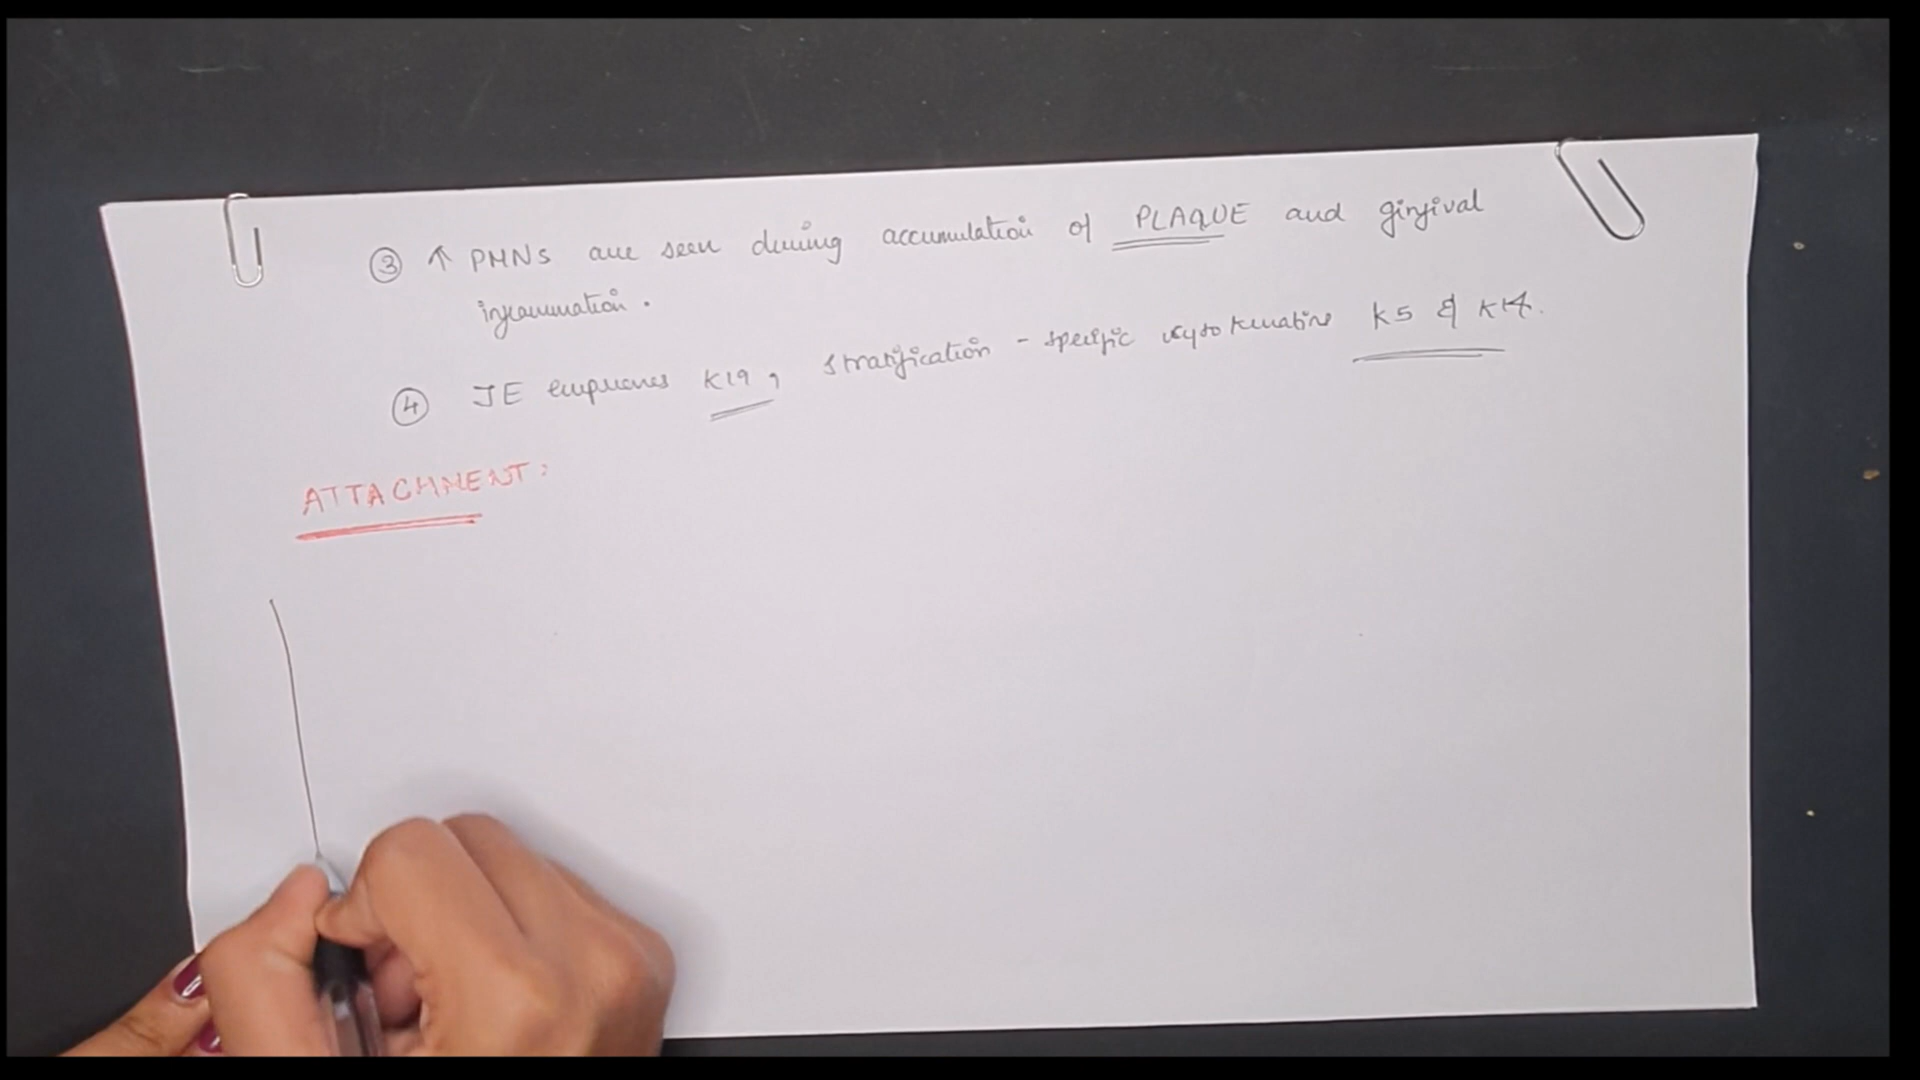 ③ ↑ PMNs are seen during accumulation of PLAQUE and gingival
inflammation.
④ JE expresses K19, stratification - specific cytokeratins K5 & K14.
ATTACHMENT: